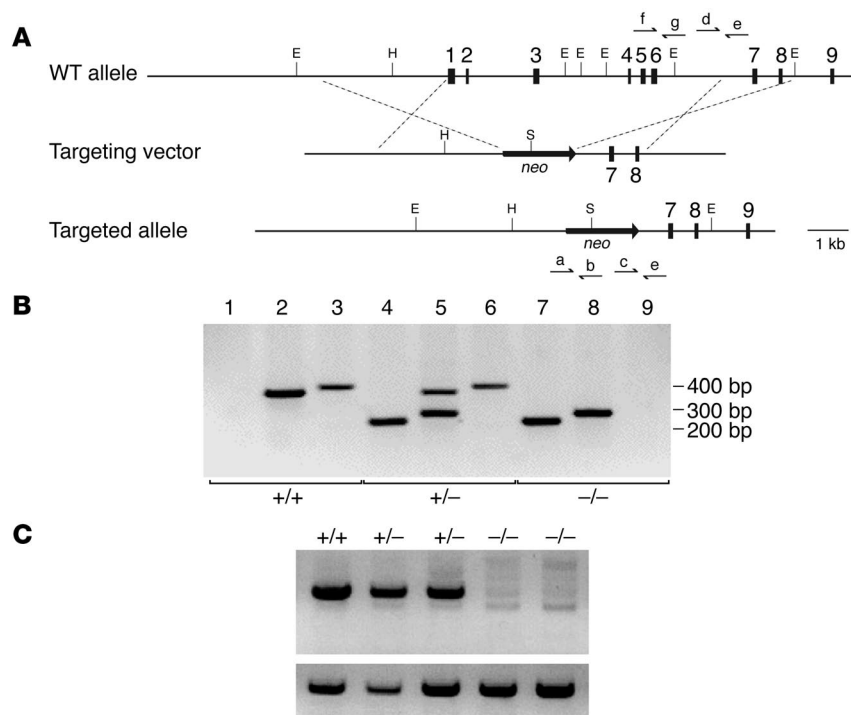 A
f g d e
E H 1 2 3 E E E 4 5 6 E 7 8 E 9
WT allele
H S
Targeting vector
neo 7 8
E H S 7 8 E 9
Targeted allele
neo 1 kb
a b c e
B
1 2 3 4 5 6 7 8 9
400 bp
300 bp
200 bp
+/+ +/– –/–
C
+/+ +/– +/– –/– –/–